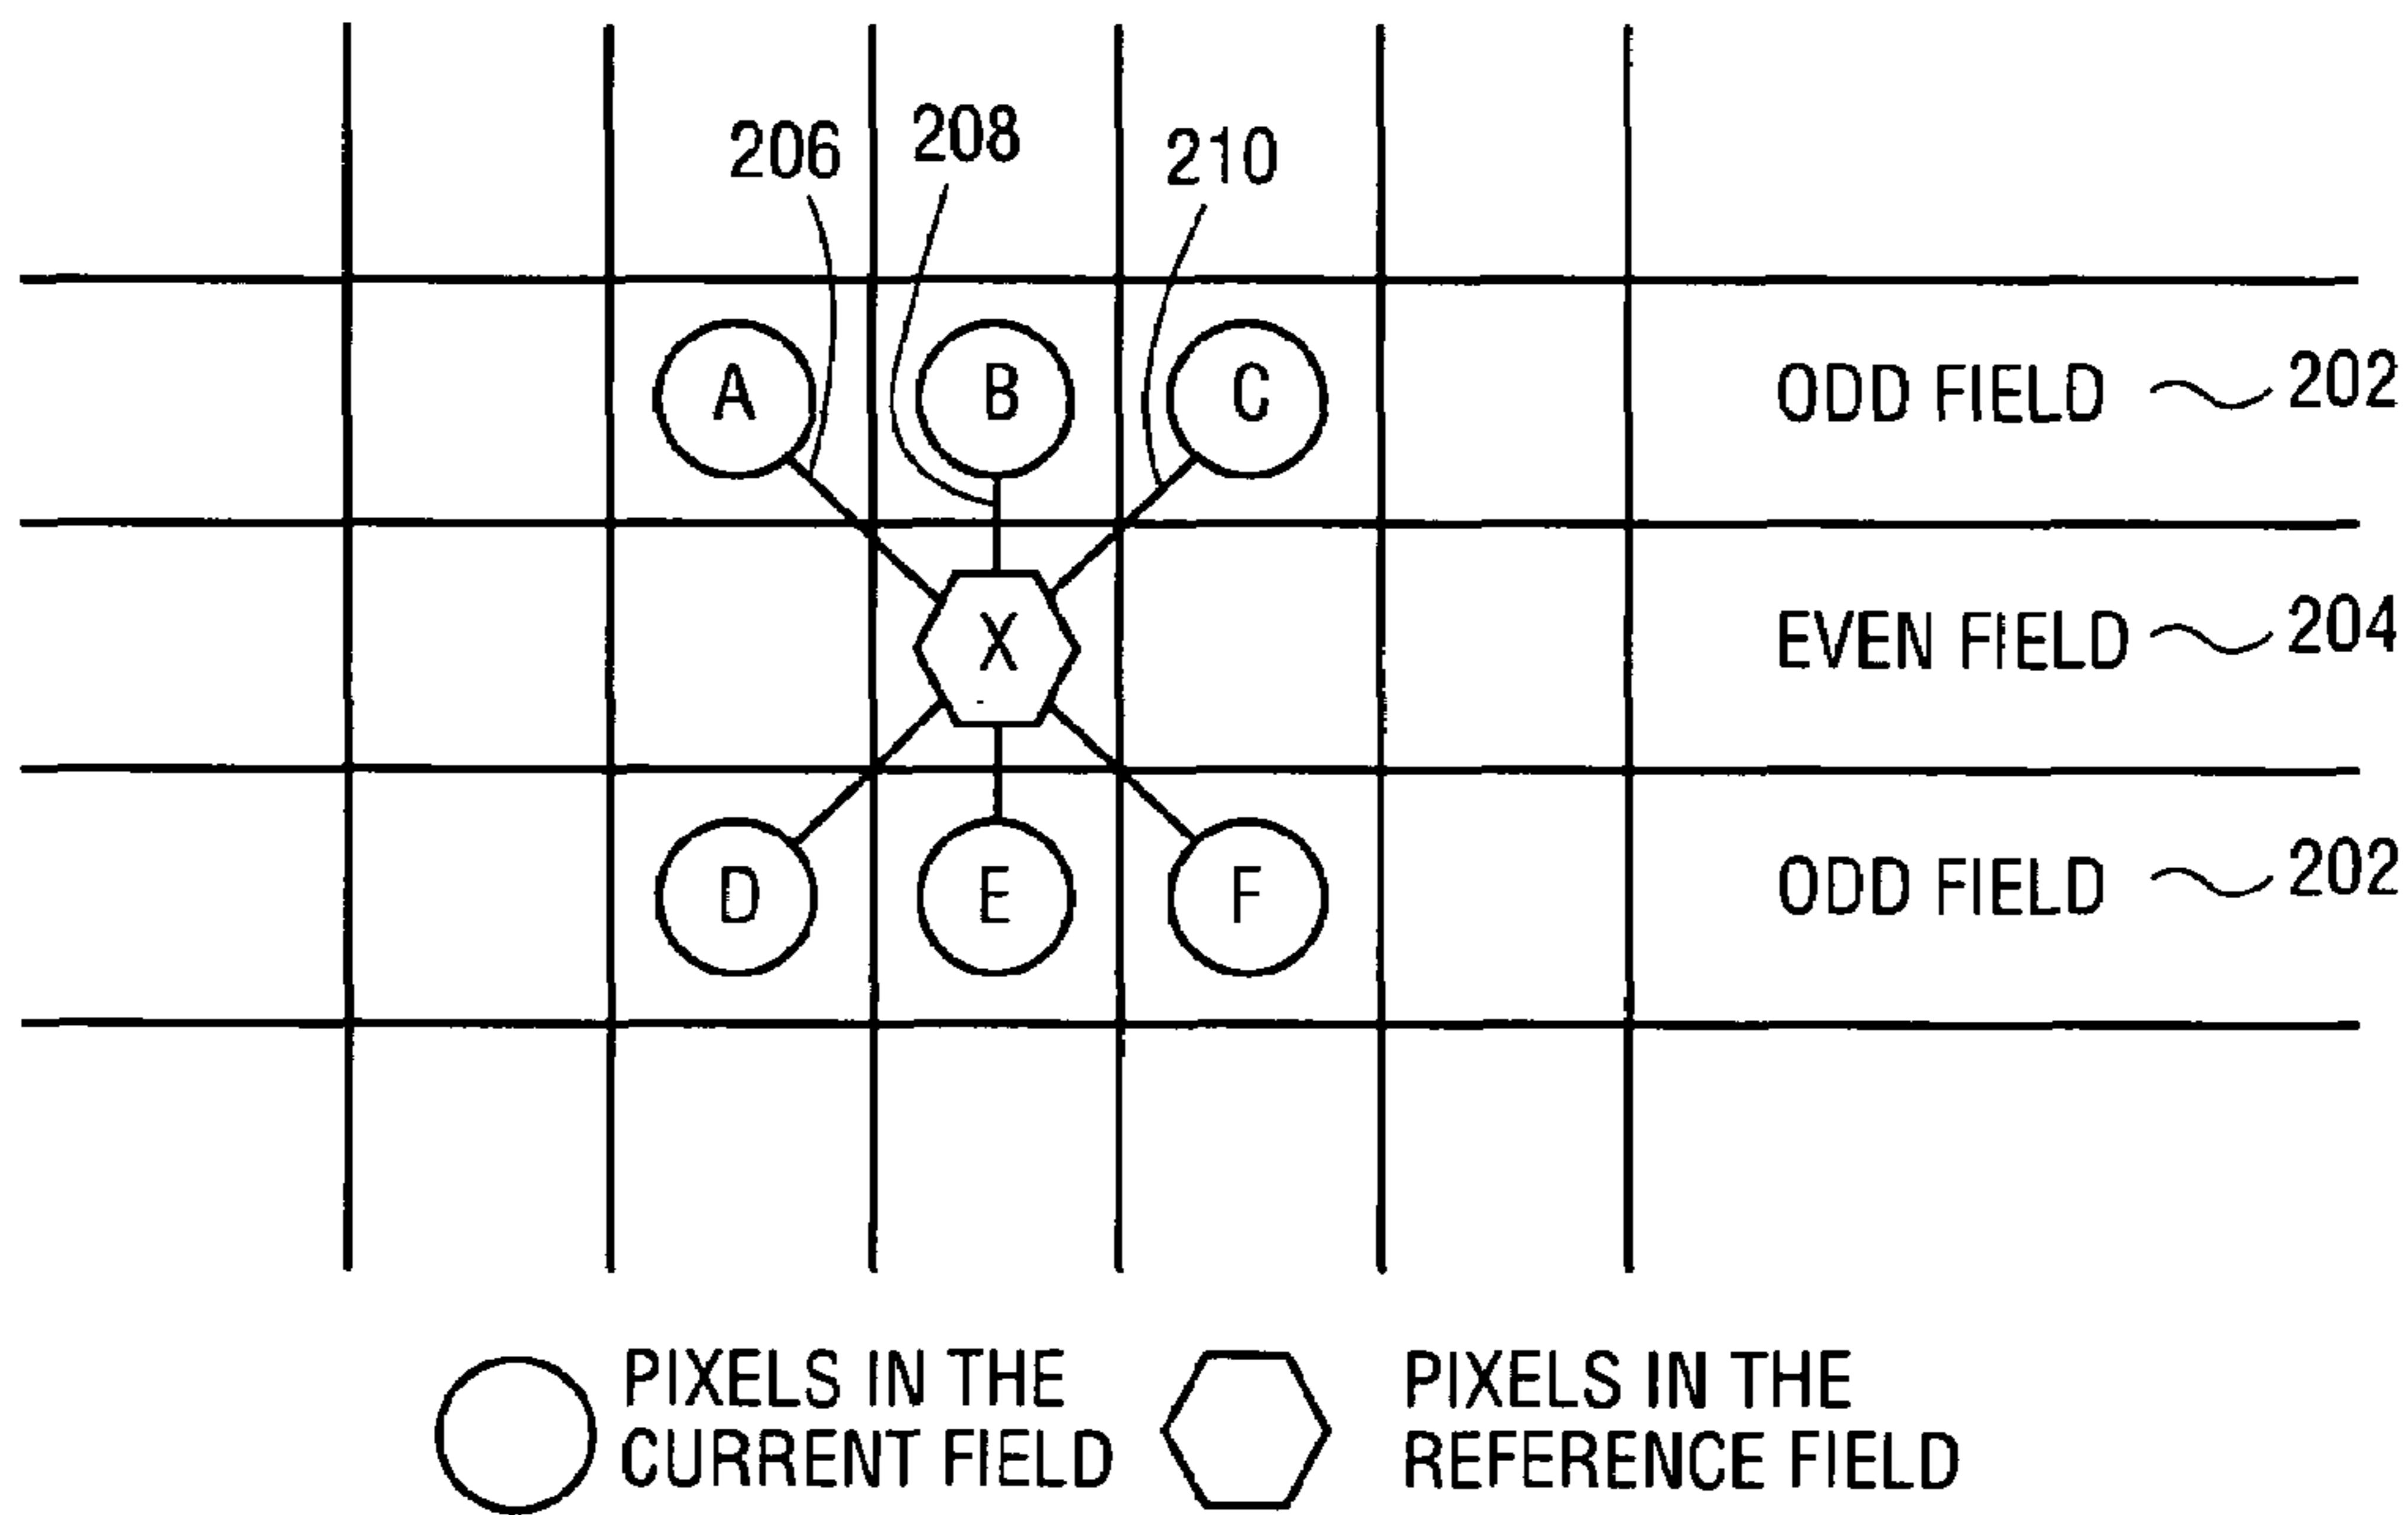 206 208 210
A B C ODD FIELD 202
X EVEN FIELD 204
D E F ODD FIELD 202
PIXELS IN THE
CURRENT FIELD
PIXELS IN THE
REFERENCE FIELD